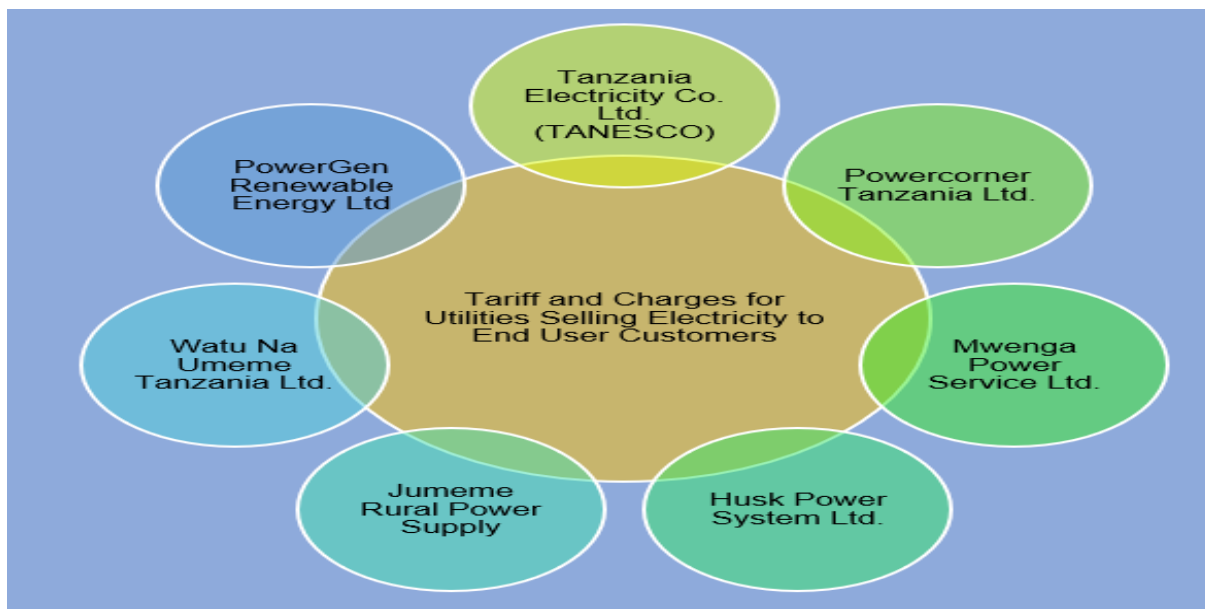 Tanzania
Electricity Co.
Ltd.
(TANESCO)
PowerGen
Renewable
Energy Ltd
Powercorner
Tanzania Ltd.
Tariff and Charges for
Utilities Selling Electricity to
End User Customers
Watu Na
Umeme
Tanzania Ltd.
Mwenga
Power
Service Ltd.
Jumeme
Rural Power
Supply
Husk Power
System Ltd.